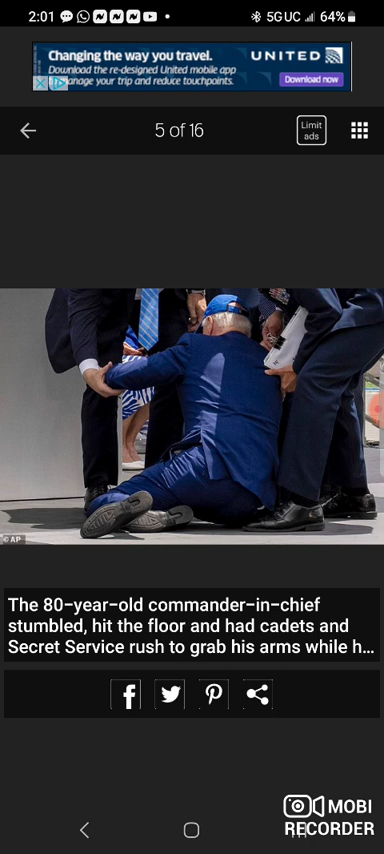 2:01
5G UC
64%
Changing the way you travel.
UNITED
Download the re-designed United mobile app
manage your trip and reduce touchpoints.
Download now
5 of 16
Limit
ads
© AP
The 80-year-old commander-in-chief
stumbled, hit the floor and had cadets and
Secret Service rush to grab his arms while h...
MOBI
RECORDER